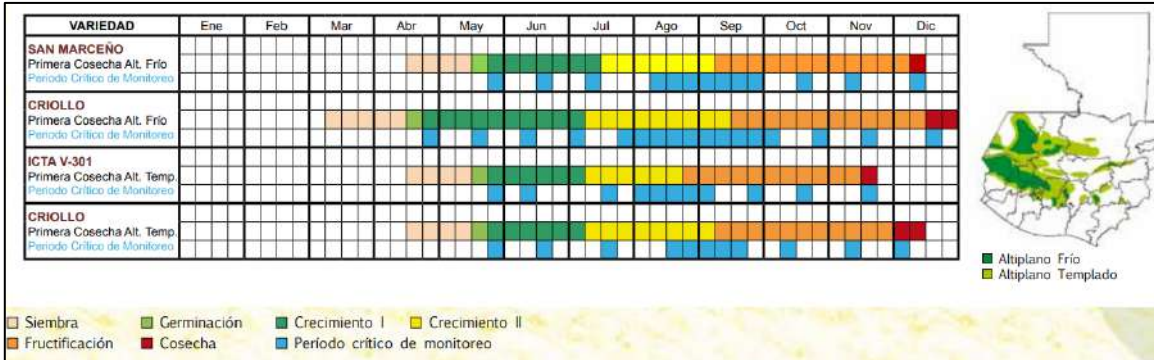 VARIEDAD Ene Feb Mar Abr May Jun Jul Ago Sep Oct Nov Dic
SAN MARCEÑO
Primera Cosecha Alt. Frío
Periodo Crítico de Monitoreo
CRIOLLO
Primera Cosecha Alt. Frío
Periodo Crítico de Monitoreo
ICTA V-301
Primera Cosecha Alt. Temp.
Periodo Crítico de Monitoreo
CRIOLLO
Primera Cosecha Alt. Temp.
Periodo Crítico de Monitoreo
Altiplano Frío
Altiplano Templado
Siembra Germinación Crecimiento I Crecimiento II
Fructificación Cosecha Período crítico de monitoreo